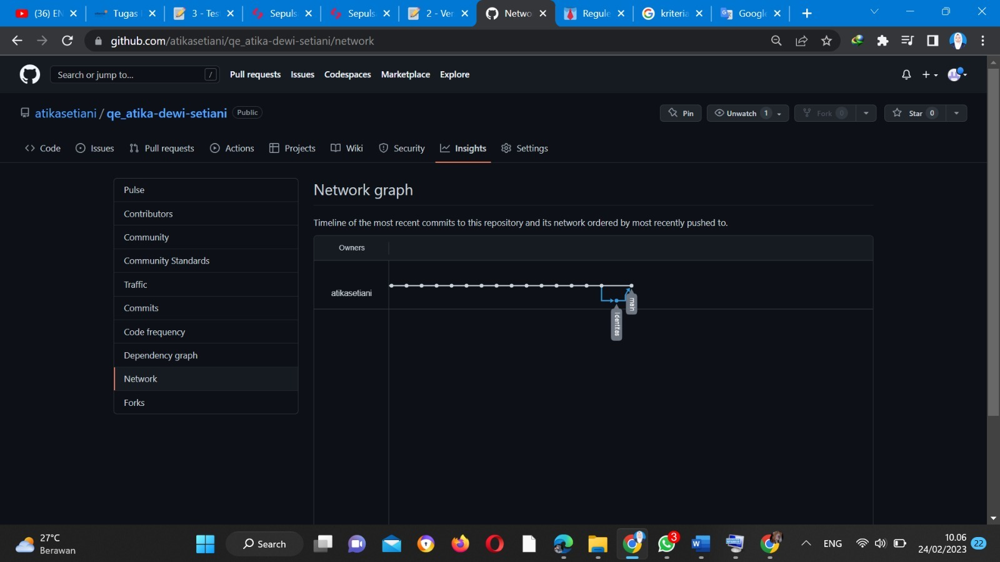 (36) EN
Tugas
3 - Tes
Sepuls
Sepuls
2 - Ver
Netwo
Regule
kriteria
Google
github.com/atikasetiani/qe_atika-dewi-setiani/network
Search or jump to...
/
Pull requests
Issues
Codespaces
Marketplace
Explore
atikasetiani / qe_atika-dewi-setiani
Public
Pin
Unwatch 1
Fork 0
Star 0
Code
Issues
Pull requests
Actions
Projects
Wiki
Security
Insights
Settings
Pulse
Contributors
Community
Community Standards
Traffic
Commits
Code frequency
Dependency graph
Network
Forks
Network graph
Timeline of the most recent commits to this repository and its network ordered by most recently pushed to.
Owners
atikasetiani
main
identitas
27°C
Berawan
Search
3
ENG
10.06
24/02/2023
22